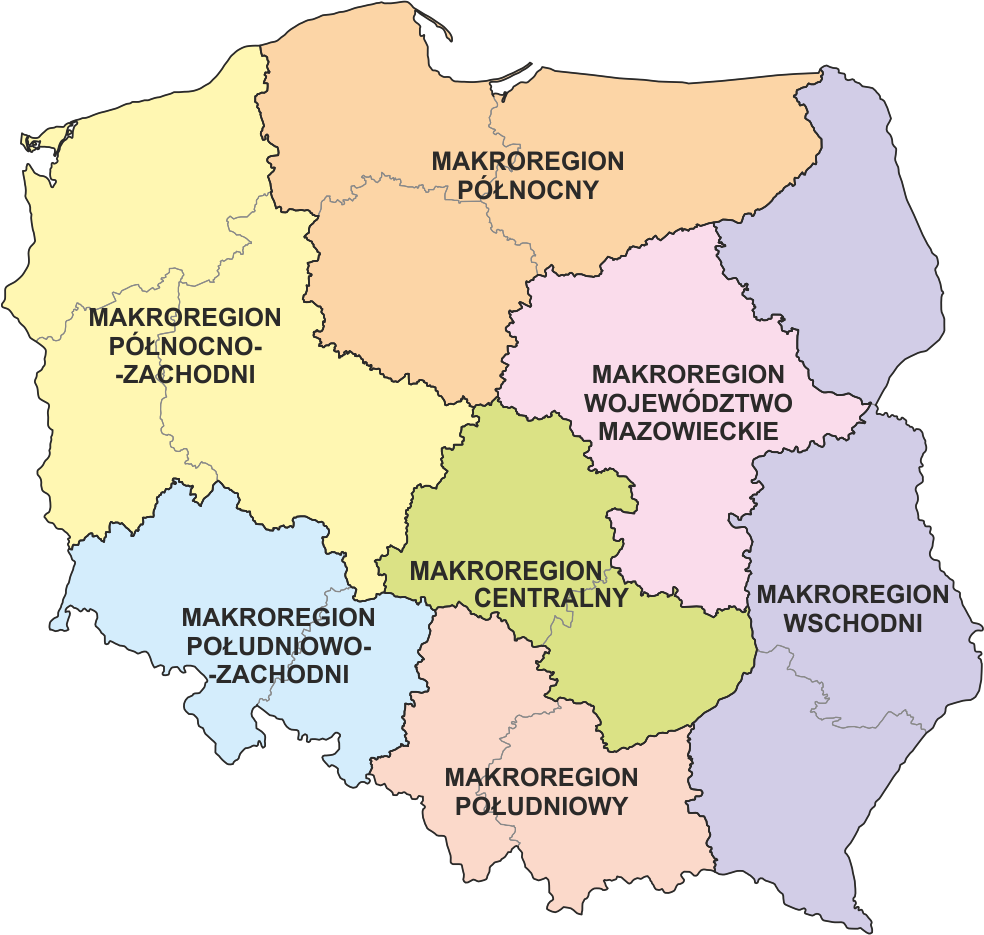 MAKROREGION
PÓŁNOCNY
MAKROREGION
PÓŁNOCNO-
-ZACHODNI
MAKROREGION
WOJEWÓDZTWO
MAZOWIECKIE
MAKROREGION
CENTRALNY
MAKROREGION
WSCHODNI
MAKROREGION
POŁUDNIOWO-
-ZACHODNI
MAKROREGION
POŁUDNIOWY